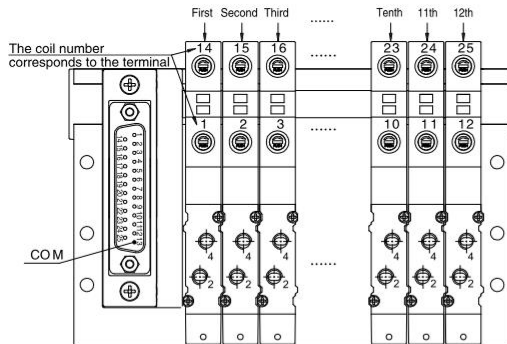 First Second Third ...... Tenth 11th 12th
The coil number
corresponds to the terminal
14 15 16 ...... 23 24 25
1 2 3 ...... 10 11 12
COM
4 4 4 ...... 4 4 4
2 2 2 2 2 2